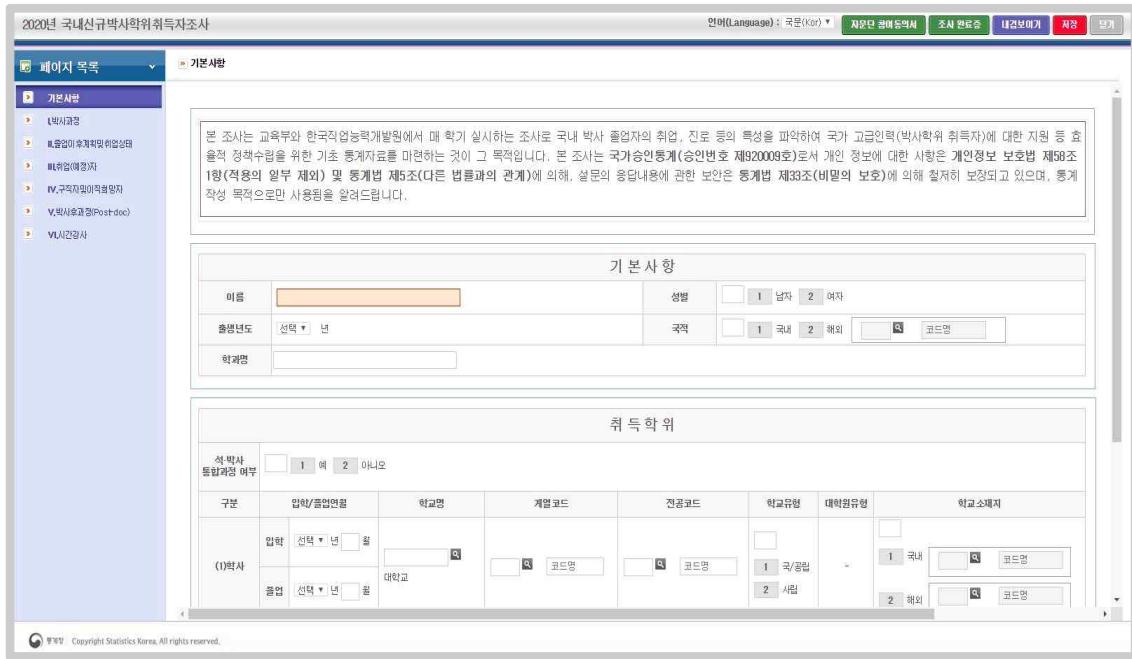 2020년 국내신규박사학위취득자조사
언어(Language) : 국문(Kor)
자문단 참여동의서
조사 완료증
내검보이기
저장
닫기
페이지 목록
기본사항
기본사항
I.박사과정
II.졸업이후계획및취업상태
III.취업(예정)자
IV.구직자및이직희망자
V.박사후과정(Post-doc)
VI.시간강사
본 조사는 교육부와 한국직업능력개발원에서 매 학기 실시하는 조사로 국내 박사 졸업자의 취업, 진로 등의 특성을 파악하여 국가 고급인력(박사학위 취득자)에 대한 지원 등 효
율적 정책수립을 위한 기초 통계자료를 마련하는 것이 그 목적입니다. 본 조사는 국가승인통계(승인번호 제920009호)로서 개인 정보에 대한 사항은 개인정보 보호법 제58조
1항(적용의 일부 제외) 및 통계법 제5조(다른 법률과의 관계)에 의해, 설문의 응답내용에 관한 보안은 통계법 제33조(비밀의 보호)에 의해 철저히 보장되고 있으며, 통계
작성 목적으로만 사용됨을 알려드립니다.
기본사항
이름
성별 1 남자 2 여자
출생년도 선택 년
국적 1 국내 2 해외 코드명
학과명
취득학위
석·박사
통합과정 여부
1 예 2 아니오
구분 입학/졸업연월 학교명 계열코드 전공코드 학교유형 대학원유형 학교소재지
(1)학사
입학 선택 년 월
졸업 선택 년 월
대학교
코드명
코드명
1 국/공립
2 사립
-
1 국내 코드명
2 해외 코드명
통계청 Copyright Statistics Korea, All rights reserved.